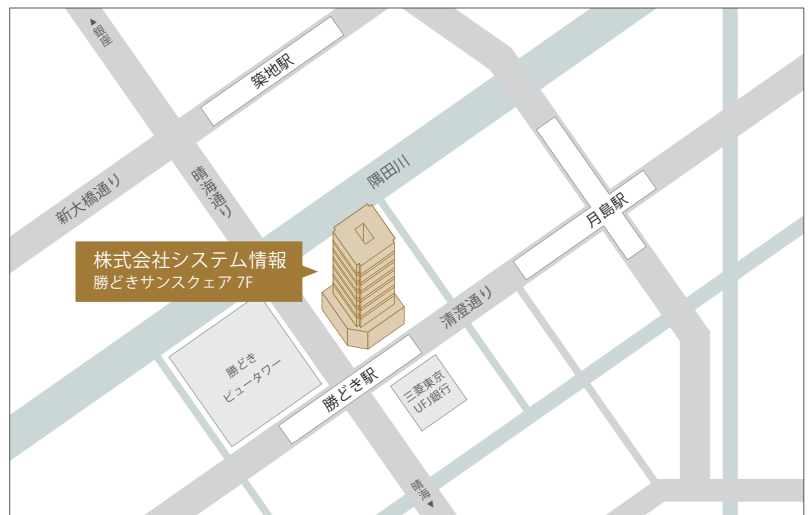 ▲銀座
築地駅
新大橋通り
晴海通り
隅田川
月島駅
株式会社システム情報
勝どきサンスクェア 7F
清澄通り
勝どき
ビュータワー
勝どき駅
三菱東京
UFJ銀行
晴海▼